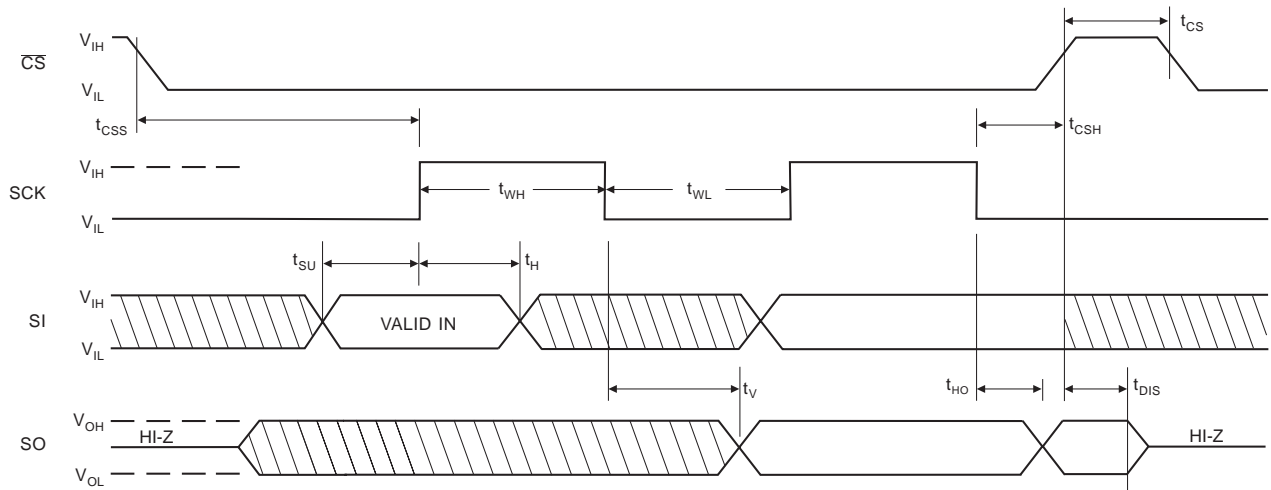 t_CS
V_IH
C̅S̅
V_IL
t_CSS
t_CSH
V_IH
SCK
t_WH
t_WL
V_IL
t_SU
t_H
V_IH
SI
VALID IN
V_IL
t_V
t_HO
t_DIS
V_OH
SO
HI-Z
HI-Z
V_OL